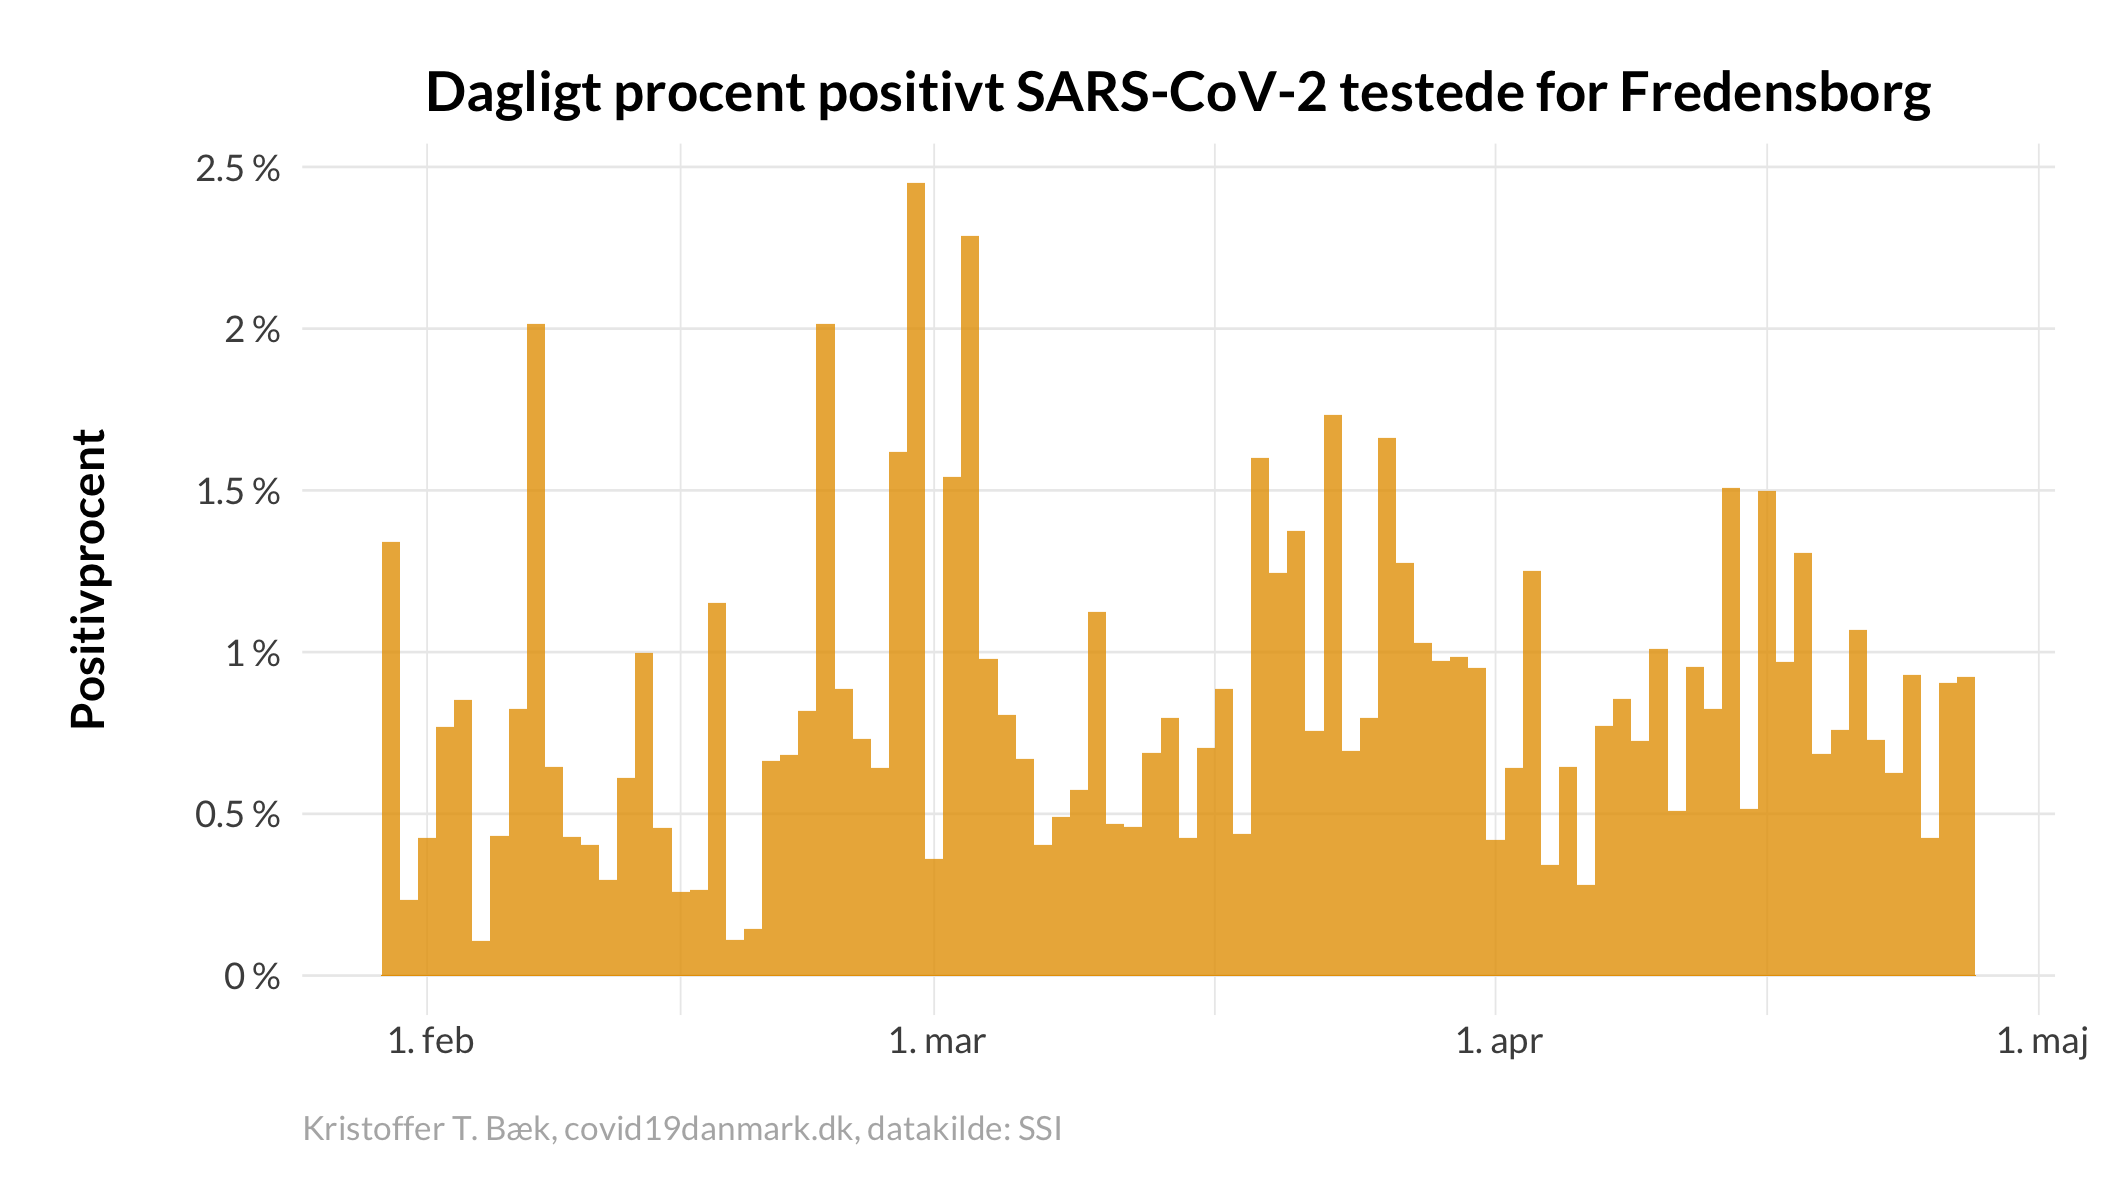 Dagligt procent positivt SARS-CoV-2 testede for Fredensborg
Positivprocent
2.5 %
2 %
1.5 %
1 %
0.5 %
0 %
1. feb
1. mar
1. apr
1. maj
Kristoffer T. Bæk, covid19danmark.dk, datakilde: SSI